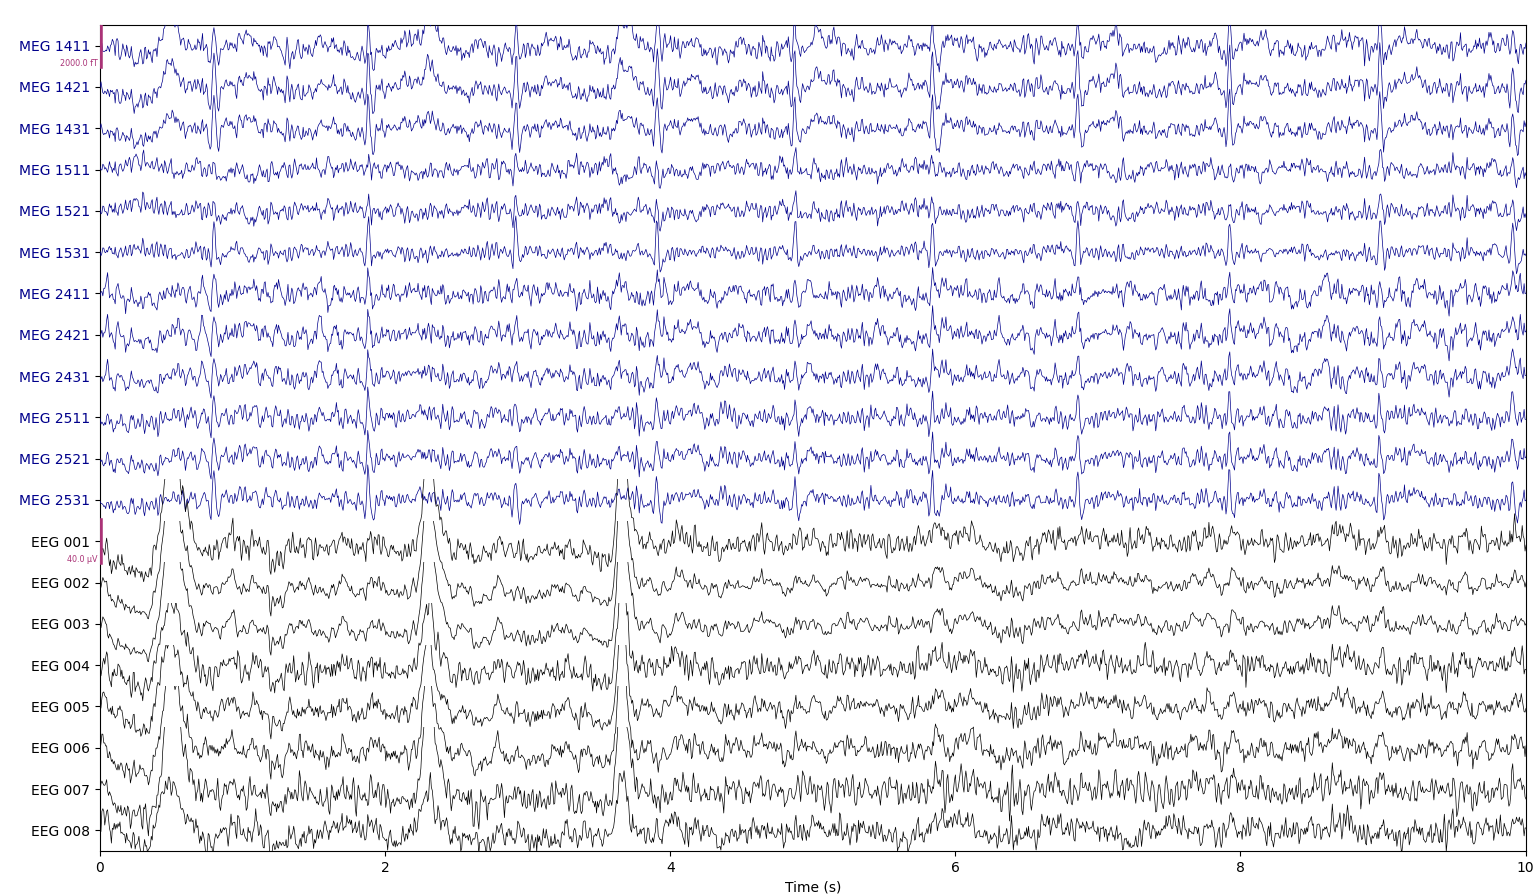 MEG 1411
2000.0 fT
MEG 1421
MEG 1431
MEG 1511
MEG 1521
MEG 1531
MEG 2411
MEG 2421
MEG 2431
MEG 2511
MEG 2521
MEG 2531
EEG 001
40.0 µV
EEG 002
EEG 003
EEG 004
EEG 005
EEG 006
EEG 007
EEG 008
0 2 4 6 8 10
Time (s)